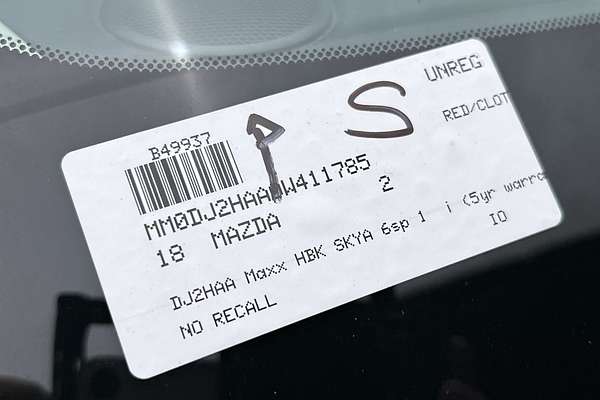 P S
UNREG
B49937
RED/CLOT
MM0DJ2HAA W411785
18 MAZDA 2
DJ2HAA Maxx HBK SKYA 6sp 1 i (5yr warra
NO RECALL IO